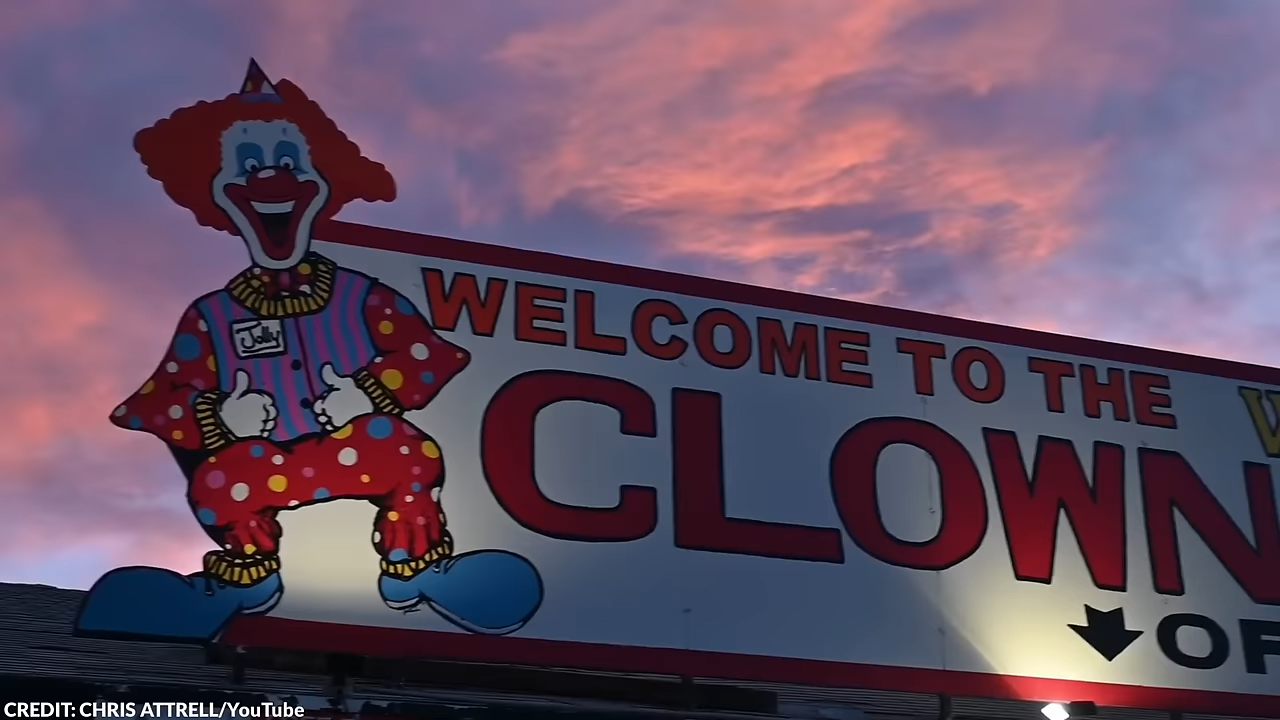 Jolly
WELCOME TO THE
CLOWN
OF
CREDIT: CHRIS ATTRELL/YouTube